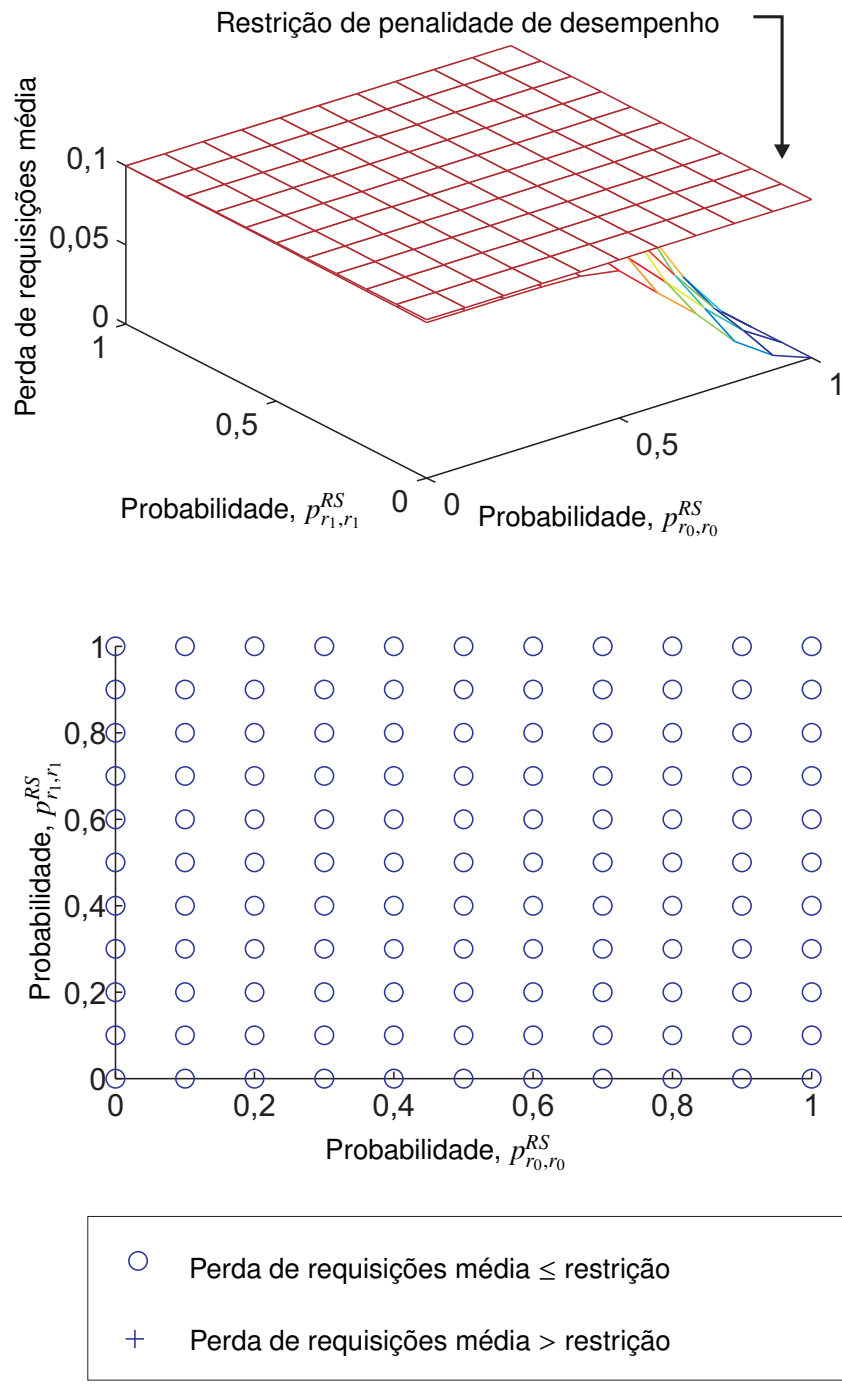 Restrição de penalidade de desempenho
Perda de requisições média
0,1
0,05
0
1
0,5
0
0
0,5
1
Probabilidade, p^{RS}_{r_1,r_1}
Probabilidade, p^{RS}_{r_0,r_0}
Probabilidade, p^{RS}_{r_1,r_1}
1
0,8
0,6
0,4
0,2
0
0
0,2
0,4
0,6
0,8
1
Probabilidade, p^{RS}_{r_0,r_0}
Perda de requisições média ≤ restrição
Perda de requisições média > restrição